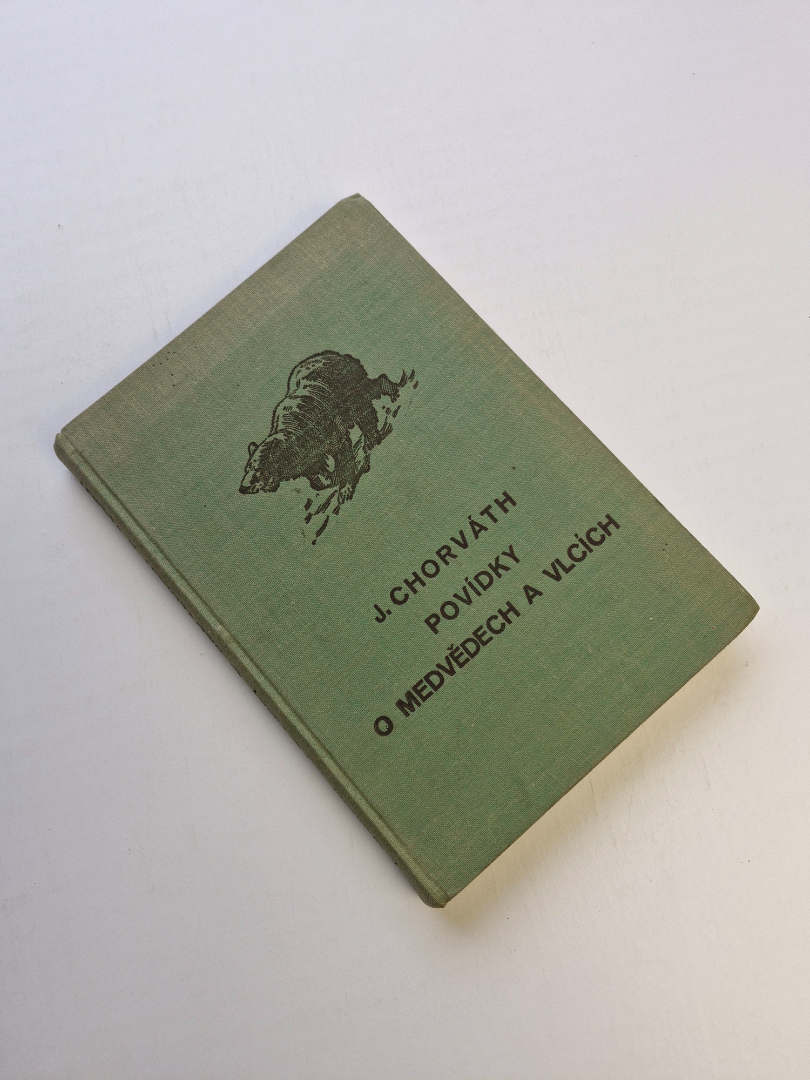 J. CHORVÁTH
POVÍDKY
O MEDVĚDECH A VLCÍCH